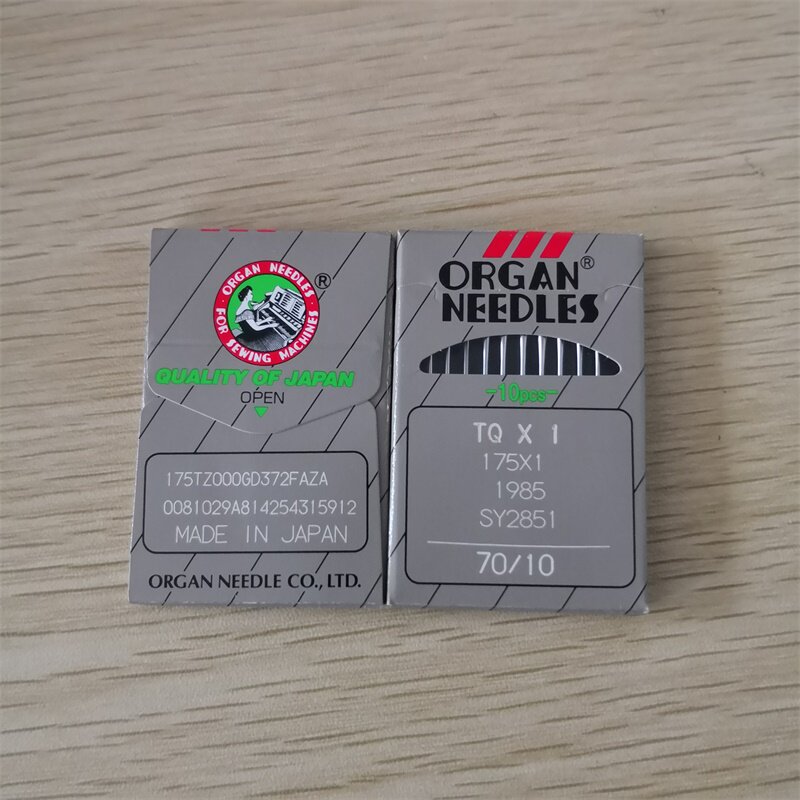 ORGAN NEEDLES
FOR SEWING MACHINES
®
QUALITY OF JAPAN
OPEN
175TZ000GD372FAZA
0081029A814254315912
MADE IN JAPAN
ORGAN NEEDLE CO., LTD.
ORGAN®
NEEDLES
-10pcs-
TQ X 1
175X1
1985
SY2851
70/10